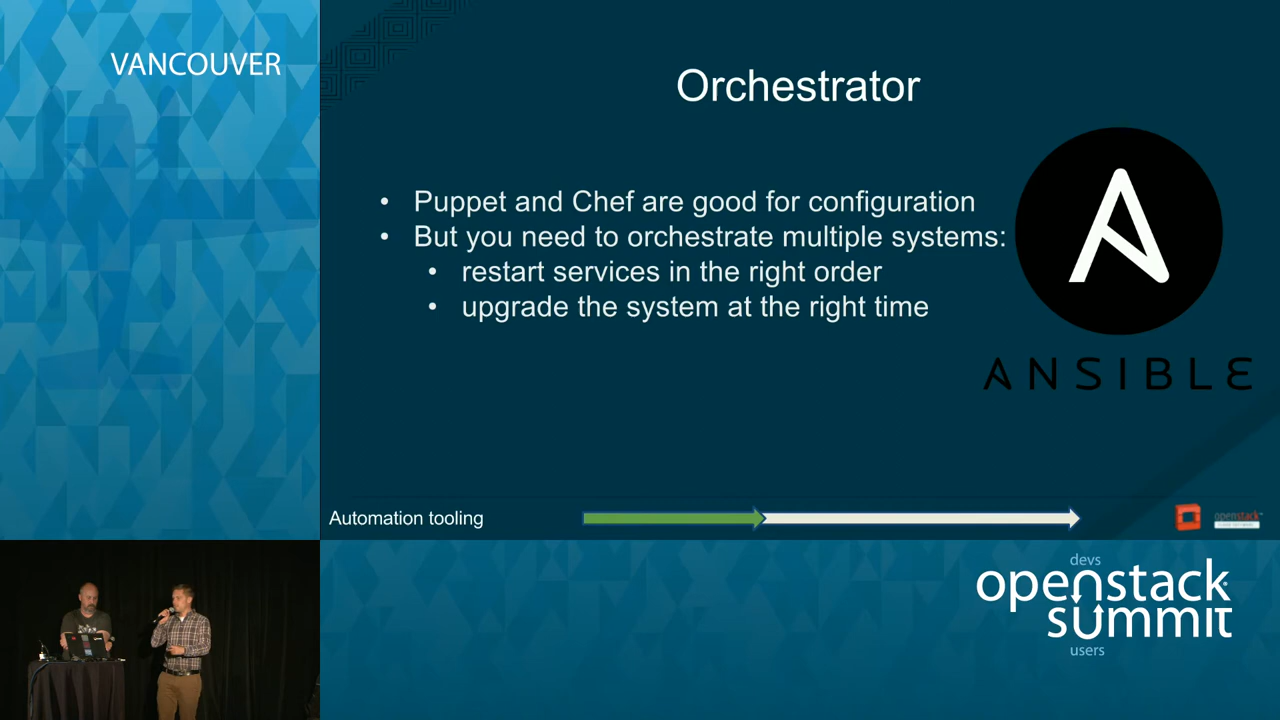 VANCOUVER
Orchestrator
• Puppet and Chef are good for configuration
• But you need to orchestrate multiple systems:
• restart services in the right order
• upgrade the system at the right time
ANSIBLE
Automation tooling
openstack
devs
openstack
summit
users